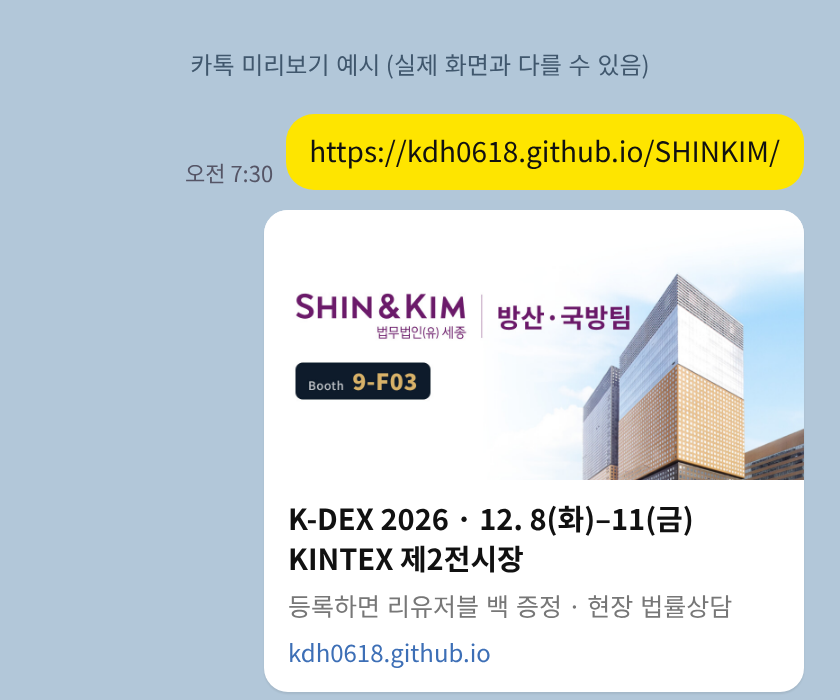 카톡 미리보기 예시 (실제 화면과 다를 수 있음)
오전 7:30
https://kdh0618.github.io/SHINKIM/
SHIN&KIM
법무법인(유) 세종
방산·국방팀
Booth 9-F03
K-DEX 2026 · 12. 8(화)–11(금)
KINTEX 제2전시장
등록하면 리유저블 백 증정 · 현장 법률상담
kdh0618.github.io